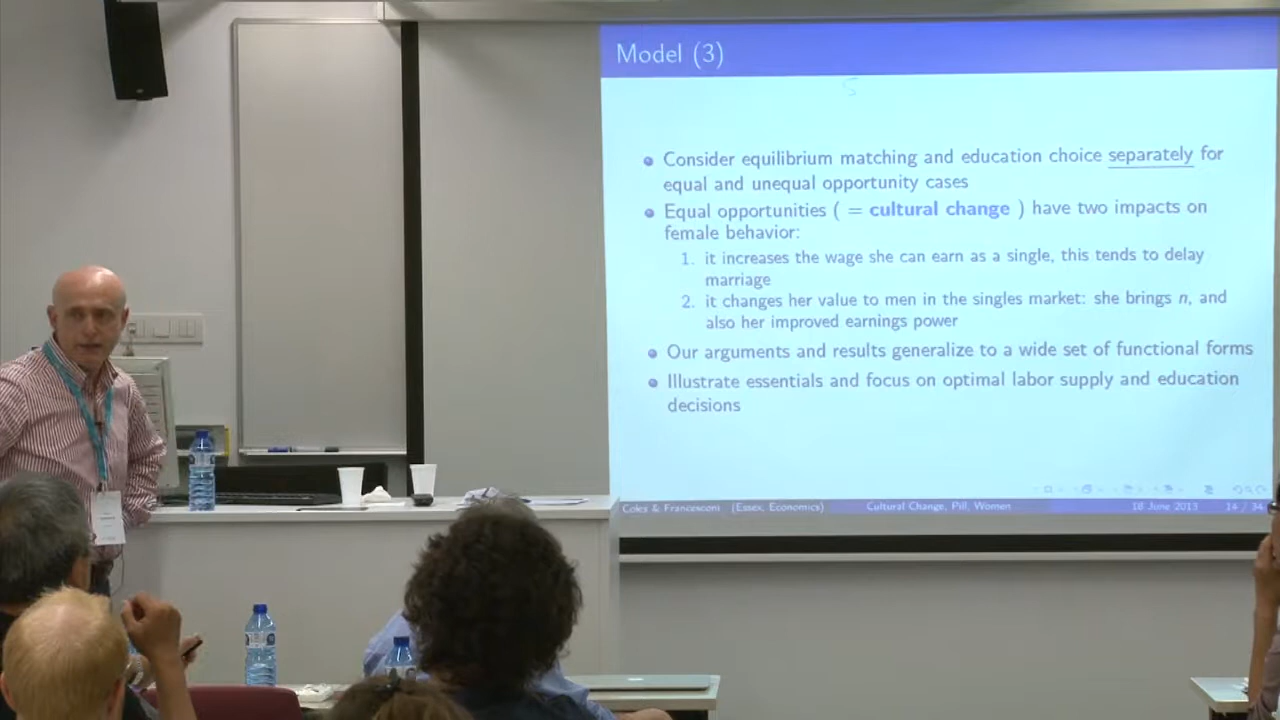 Model (3)
Consider equilibrium matching and education choice separately for
equal and unequal opportunity cases
Equal opportunities ( = cultural change ) have two impacts on
female behavior:
1. it increases the wage she can earn as a single, this tends to delay
marriage
2. it changes her value to men in the singles market: she brings n, and
also her improved earnings power
Our arguments and results generalize to a wide set of functional forms
Illustrate essentials and focus on optimal labor supply and education
decisions
Coles & Francesconi (Essex, Economics) Cultural Change, Pill, Women 18 June 2013 14 / 34